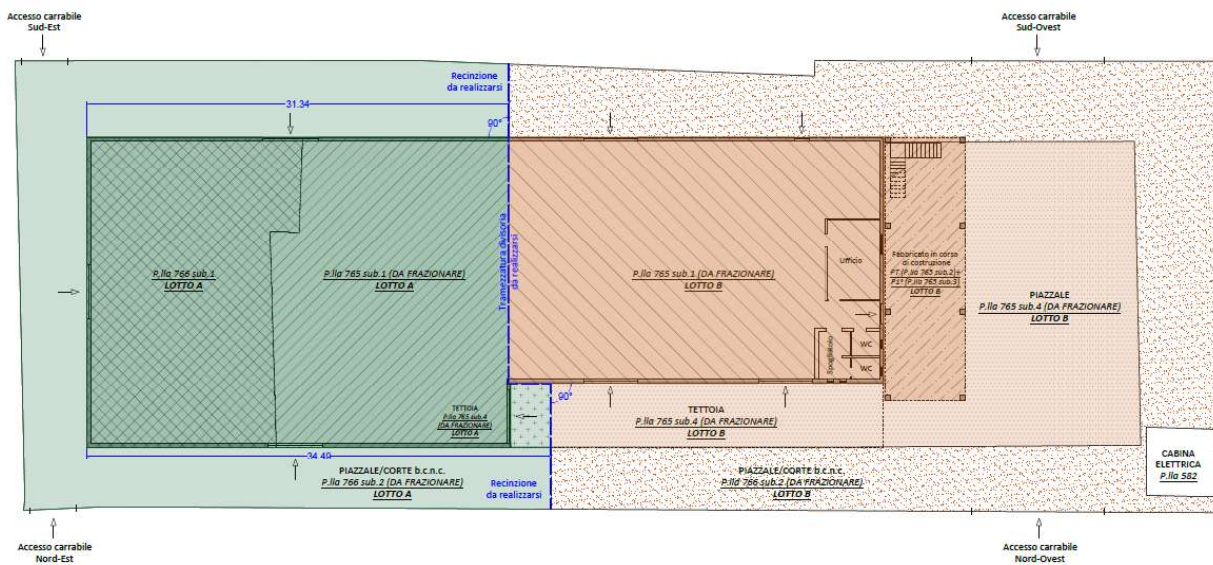 Accesso carrabile
Sud-Est
Accesso carrabile
Sud-Ovest
Recinzione
da realizzarsi
31.34
90°
Tramezzatura divisoria
da realizzarsi
P.lla 766 sub.1
LOTTO A
P.lla 765 sub.1 (DA FRAZIONARE)
LOTTO A
P.lla 765 sub.1 (DA FRAZIONARE)
LOTTO B
Ufficio
Fabbricato in corso
di costruzione
PT (P.lla 765 sub.2)+
P1° (P.lla 765 sub.3)
LOTTO B
PIAZZALE
P.lla 765 sub.4 (DA FRAZIONARE)
LOTTO B
Spogliatoio
WC
WC
TETTOIA
P.lla 765 sub.4
(DA FRAZIONARE)
LOTTO A
90°
TETTOIA
P.lla 765 sub.4 (DA FRAZIONARE)
LOTTO B
34.49
PIAZZALE/CORTE b.c.n.c.
P.lla 766 sub.2 (DA FRAZIONARE)
LOTTO A
Recinzione
da realizzarsi
PIAZZALE/CORTE b.c.n.c.
P.lla 766 sub.2 (DA FRAZIONARE)
LOTTO B
CABINA
ELETTRICA
P.lla 582
Accesso carrabile
Nord-Est
Accesso carrabile
Nord-Ovest